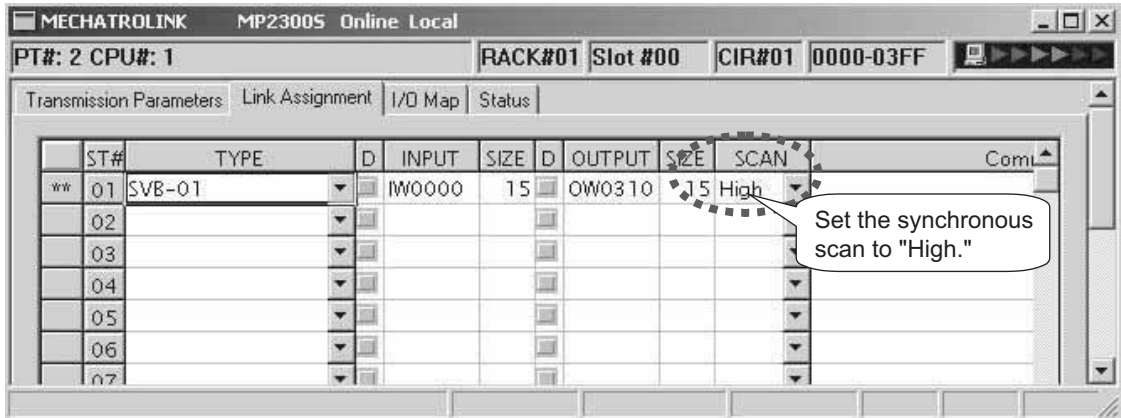 MECHATROLINK MP2300S Online Local
PT#: 2 CPU#: 1 RACK#01 Slot #00 CIR#01 0000-03FF
Transmission Parameters Link Assignment I/O Map Status
ST# TYPE D INPUT SIZE D OUTPUT SIZE SCAN
** 01 SVB-01 IW0000 15 OW0310 15 High
02
03
04
05
06
07
Set the synchronous
scan to "High."